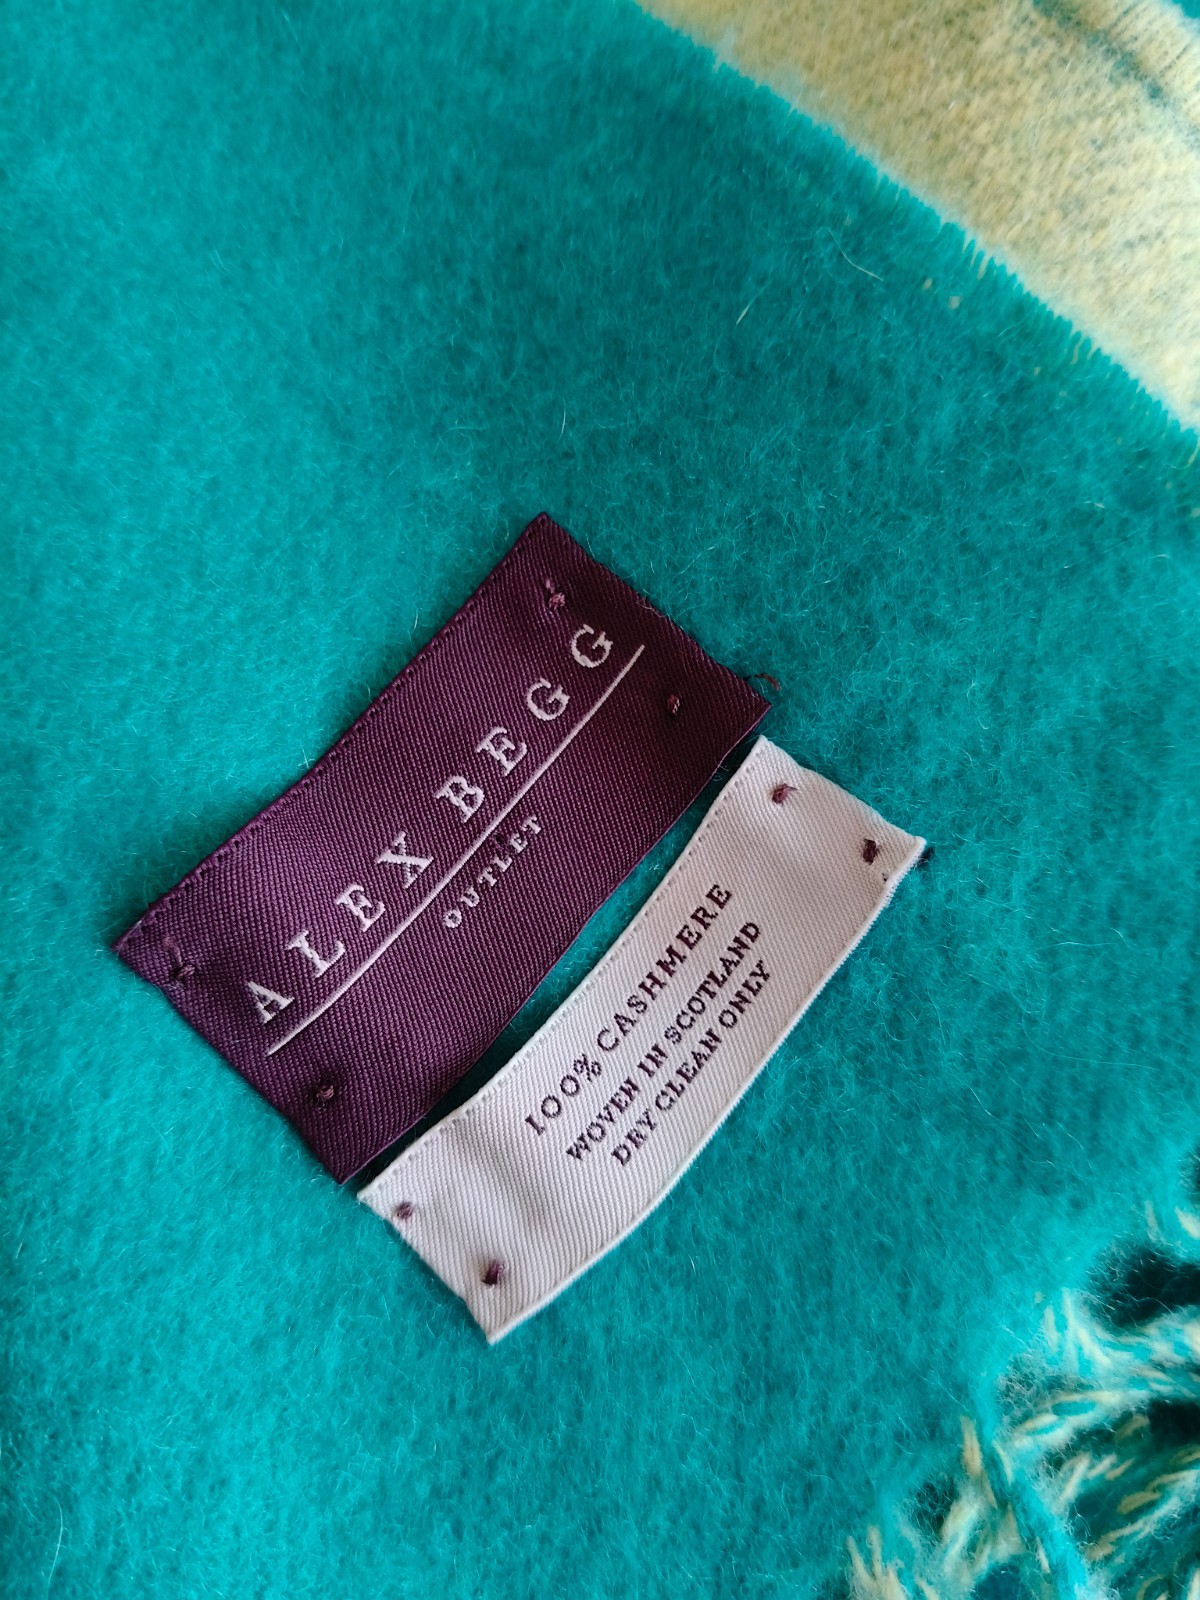 ALEX BEGG
OUTLET
100% CASHMERE
WOVEN IN SCOTLAND
DRY CLEAN ONLY